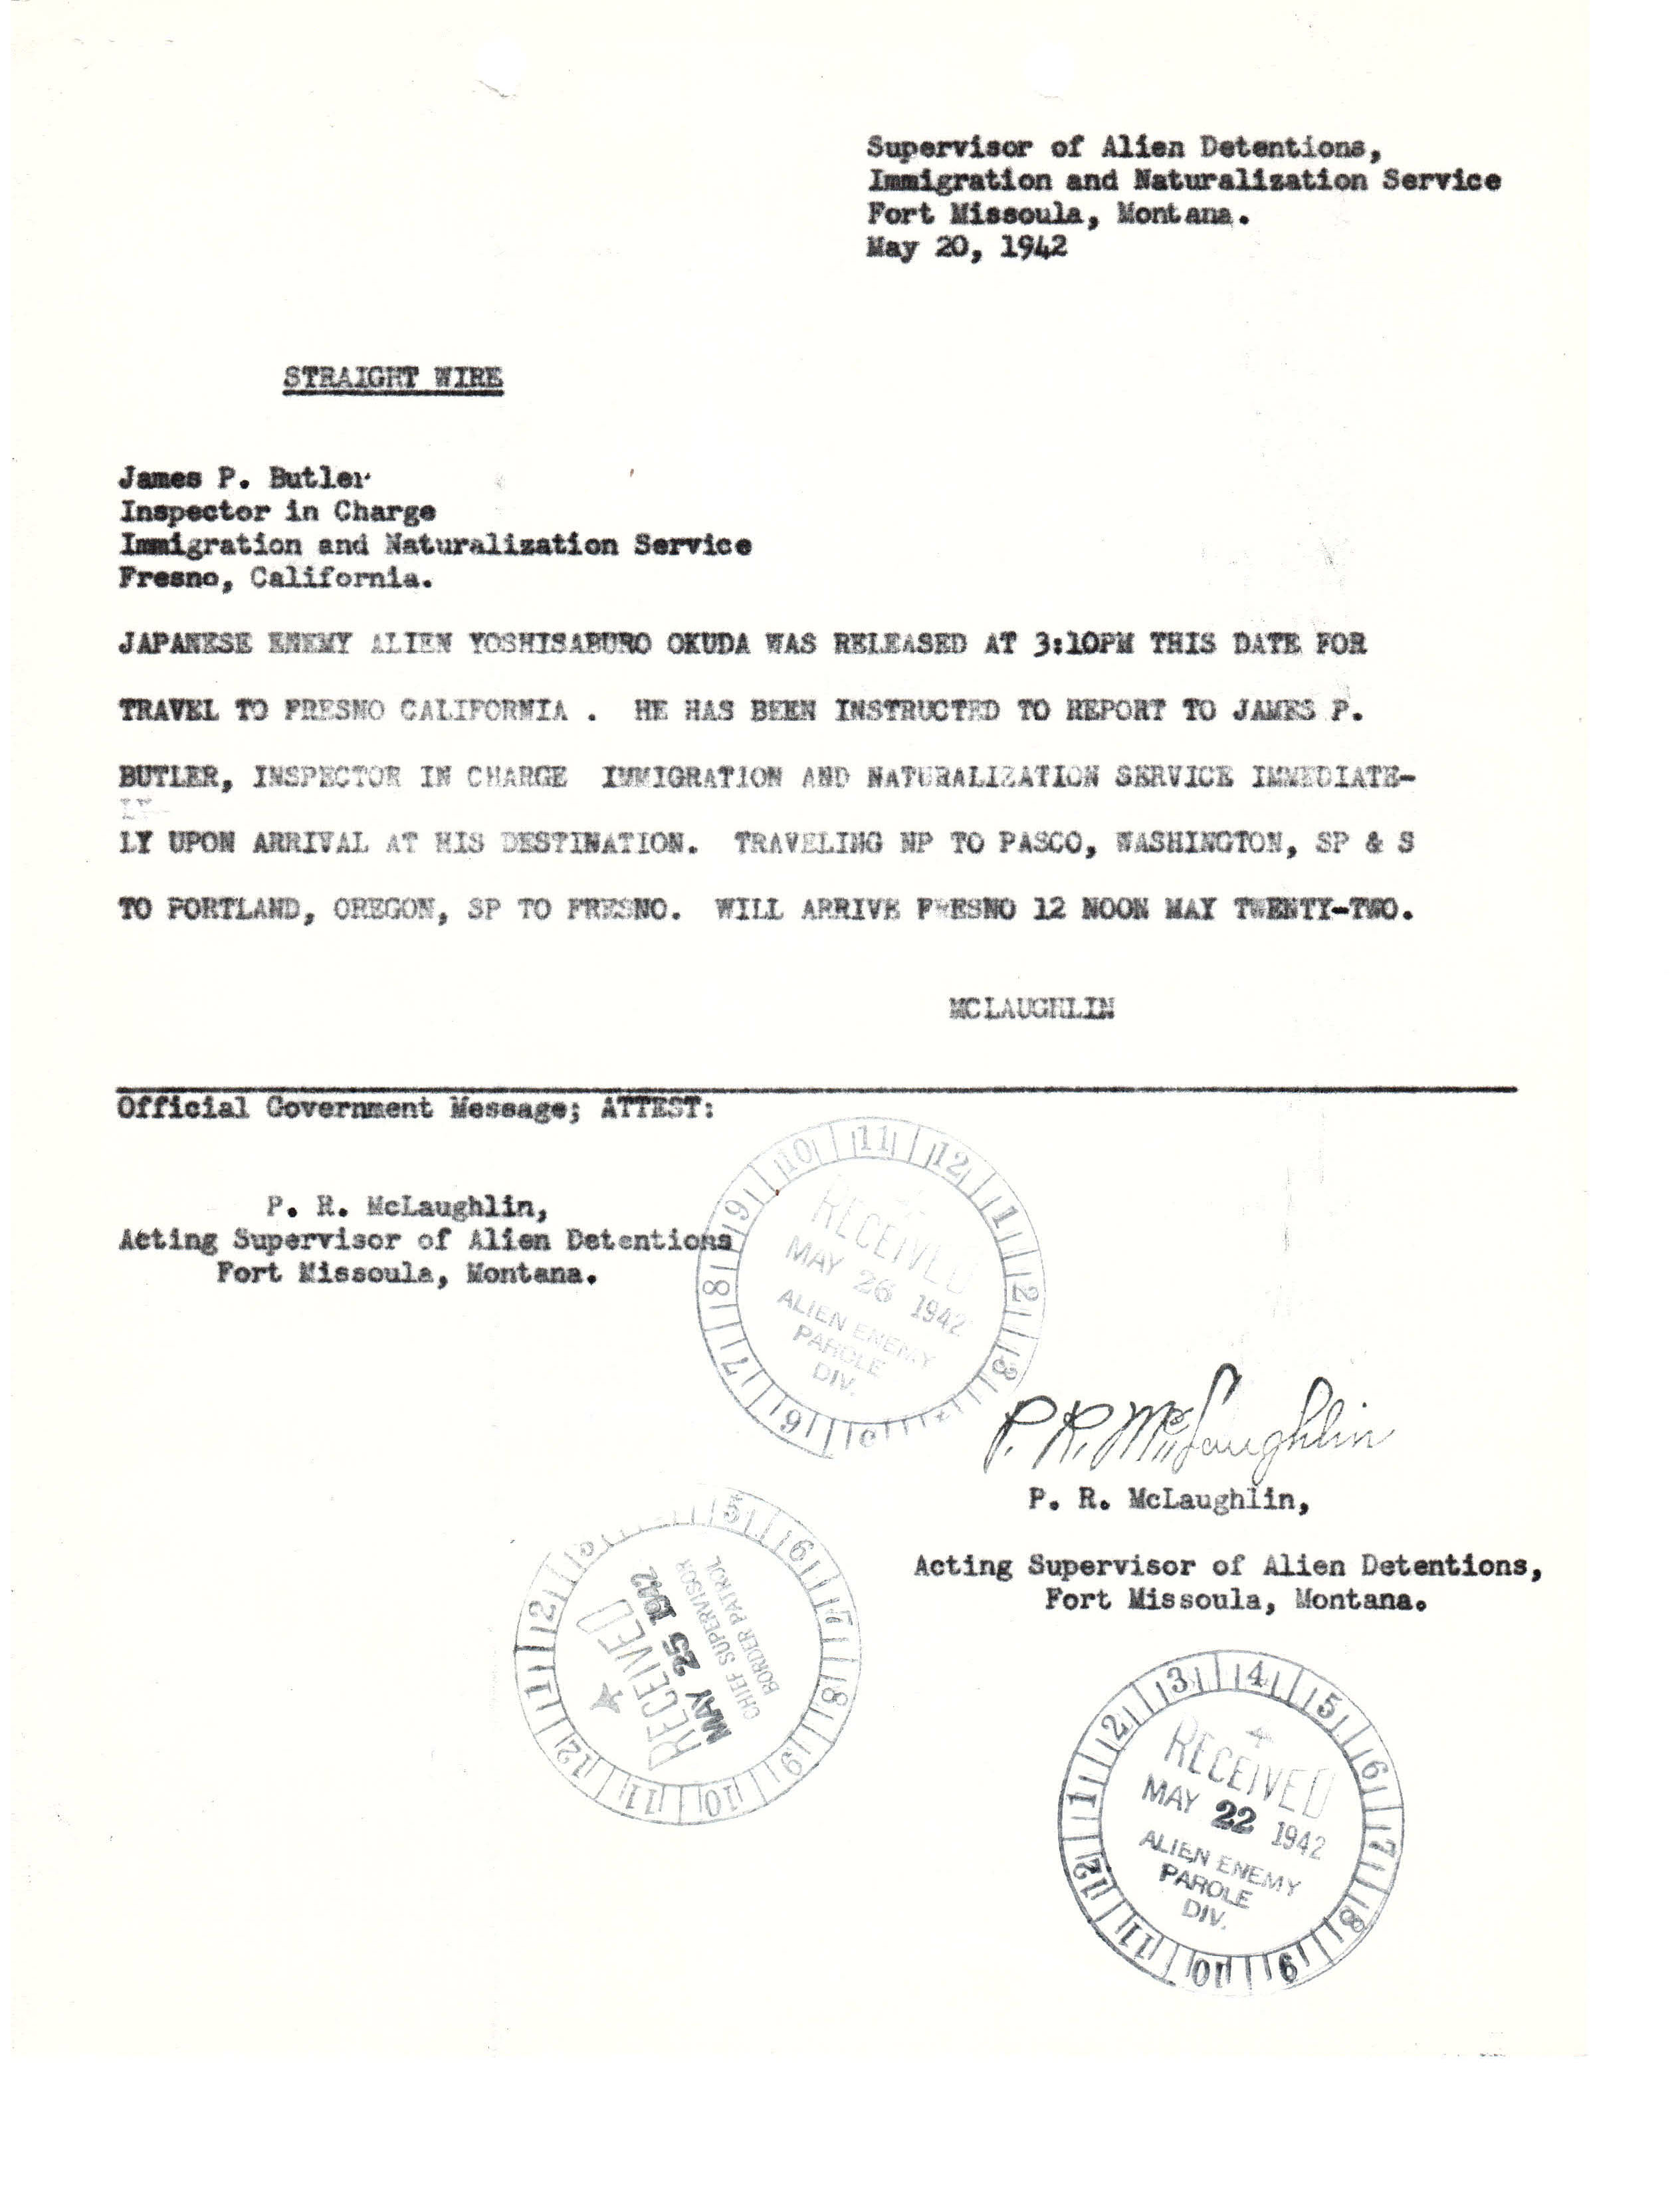 Supervisor of Alien Detentions,
Immigration and Naturalization Service
Fort Missoula, Montana.
May 20, 1942
STRAIGHT WIRE
James P. Butler
Inspector in Charge
Immigration and Naturalization Service
Fresno, California.
JAPANESE ENEMY ALIEN YOSHISABURO OKUDA WAS RELEASED AT 3:10PM THIS DATE FOR
TRAVEL TO FRESNO CALIFORNIA . HE HAS BEEN INSTRUCTED TO REPORT TO JAMES P.
BUTLER, INSPECTOR IN CHARGE IMMIGRATION AND NATURALIZATION SERVICE IMMEDIATE-
LY UPON ARRIVAL AT HIS DESTINATION. TRAVELING NP TO PASCO, WASHINGTON, SP & S
TO PORTLAND, OREGON, SP TO FRESNO. WILL ARRIVE FRESNO 12 NOON MAY TWENTY-TWO.
MCLAUGHLIN
Official Government Message; ATTEST:
P. R. McLaughlin,
Acting Supervisor of Alien Detentions
Fort Missoula, Montana.
10 11 12 1 2 3 6 7 8 9
RECEIVED
MAY 26 1942
ALIEN ENEMY
PAROLE
DIV.
P. R. McLaughlin
P. R. McLaughlin,
Acting Supervisor of Alien Detentions,
Fort Missoula, Montana.
5 6 7 8 9 10 11 12 1 2 3
RECEIVED
MAY 25 1942
CHIEF SUPERVISOR
BORDER PATROL
3 4 5 6 7 8 9 10 11 12 1 2
RECEIVED
MAY 22 1942
ALIEN ENEMY
PAROLE
DIV.